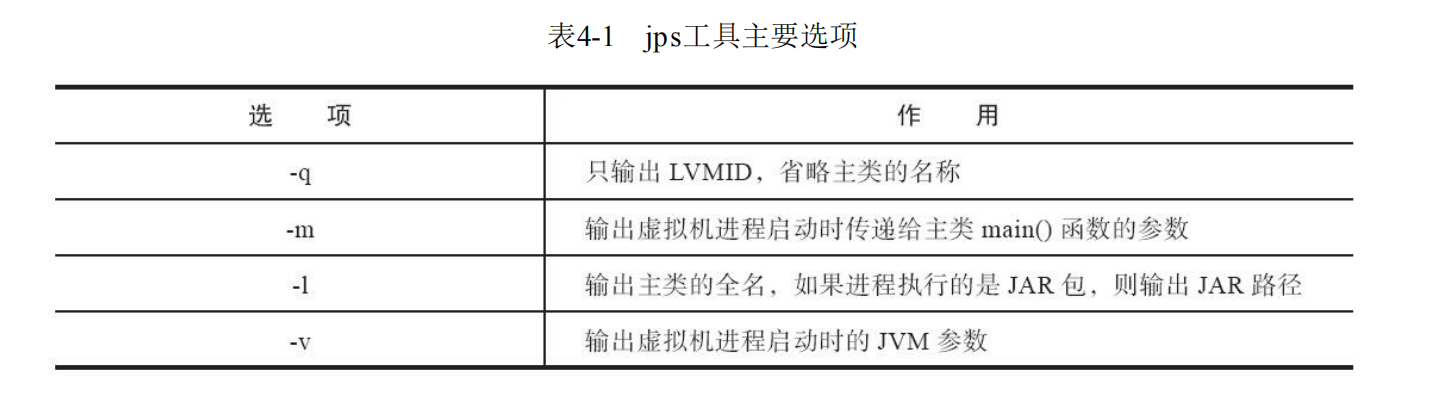 表4-1 jps工具主要选项
选 项 作 用
-q 只输出 LVMID，省略主类的名称
-m 输出虚拟机进程启动时传递给主类 main() 函数的参数
-l 输出主类的全名，如果进程执行的是 JAR 包，则输出 JAR 路径
-v 输出虚拟机进程启动时的 JVM 参数